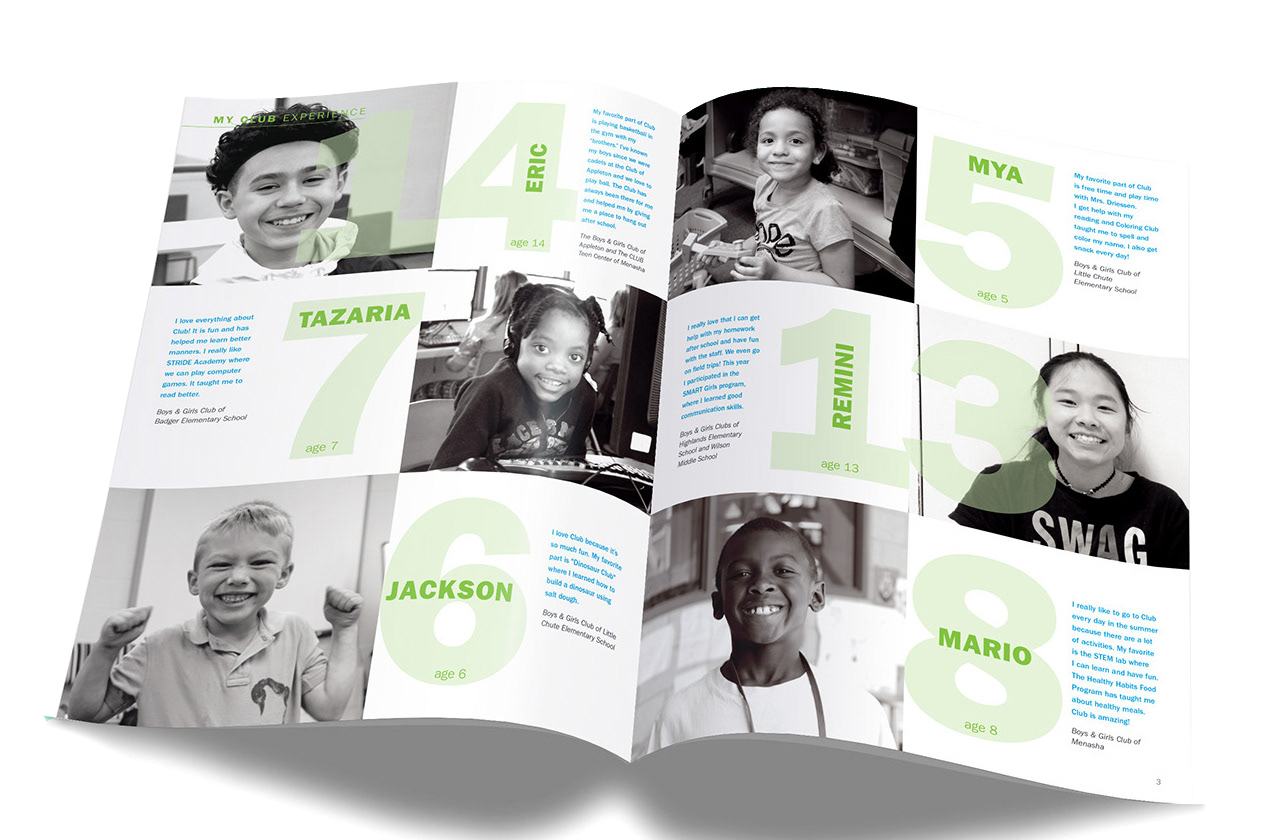 MY CLUB EXPERIENCE
14
ERIC
age 14
My favorite part of Club
is playing basketball in
the gym with my
"brothers." I've known
my boys since we were
cadets at the Club of
Appleton and we love to
play ball. The Club has
always been there for me
and helped me by giving
me a place to hang out
after school.
The Boys & Girls Club of
Appleton and The CLUB
Teen Center of Menasha
I love everything about
Club! It is fun and has
helped me learn better
manners. I really like
STRIDE Academy where
we can play computer
games. It taught me to
read better.
Boys & Girls Club of
Badger Elementary School
7
TAZARIA
age 7
6
JACKSON
age 6
I love Club because it's
so much fun. My favorite
part is "Dinosaur Club"
where I learned how to
build a dinosaur using
salt dough.
Boys & Girls Club of Little
Chute Elementary School
5
MYA
age 5
My favorite part of Club
is free time and play time
with Mrs. Driessen.
I get help with my
reading and Coloring Club
taught me to spell and
color my name. I also get
snack every day!
Boys & Girls Club of
Little Chute
Elementary School
I really love that I can get
help with my homework
after school and have fun
with the staff. We even go
on field trips! This year
I participated in the
SMART Girls program,
where I learned good
communication skills.
Boys & Girls Clubs of
Highlands Elementary
School and Wilson
Middle School
13
REMINI
age 13
SWAG
8
MARIO
age 8
I really like to go to Club
every day in the summer
because there are a lot
of activities. My favorite
is the STEM lab where
I can learn and have fun.
The Healthy Habits Food
Program has taught me
about healthy meals.
Club is amazing!
Boys & Girls Club of
Menasha
3